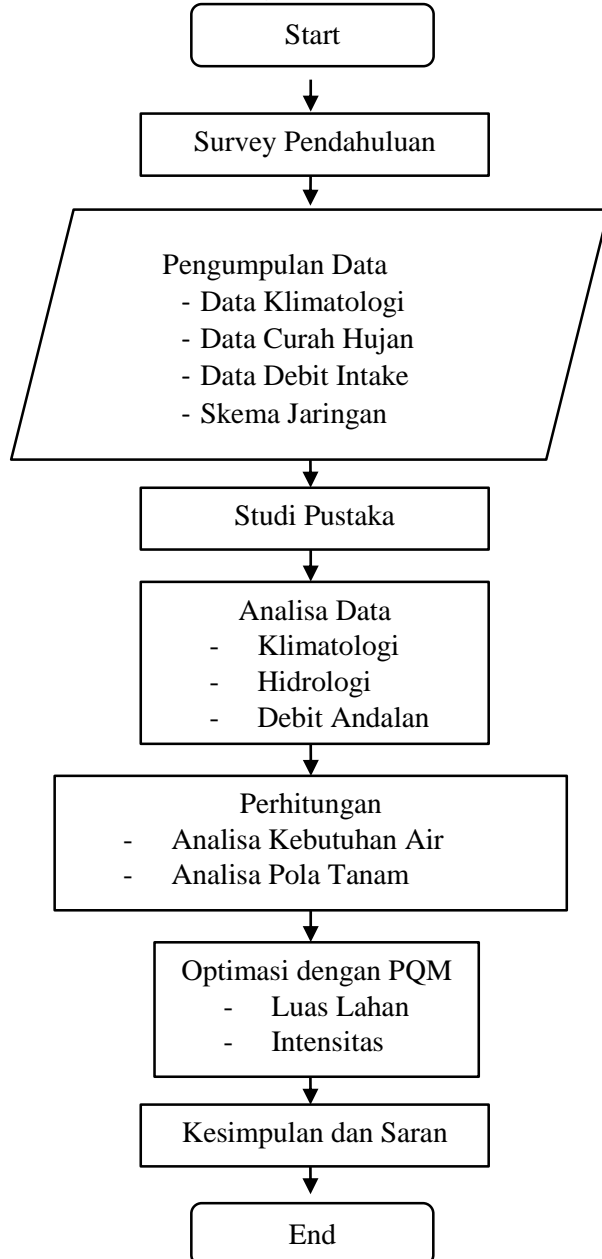 Start
Survey Pendahuluan
Pengumpulan Data
- Data Klimatologi
- Data Curah Hujan
- Data Debit Intake
- Skema Jaringan
Studi Pustaka
Analisa Data
- Klimatologi
- Hidrologi
- Debit Andalan
Perhitungan
- Analisa Kebutuhan Air
- Analisa Pola Tanam
Optimasi dengan PQM
- Luas Lahan
- Intensitas
Kesimpulan dan Saran
End